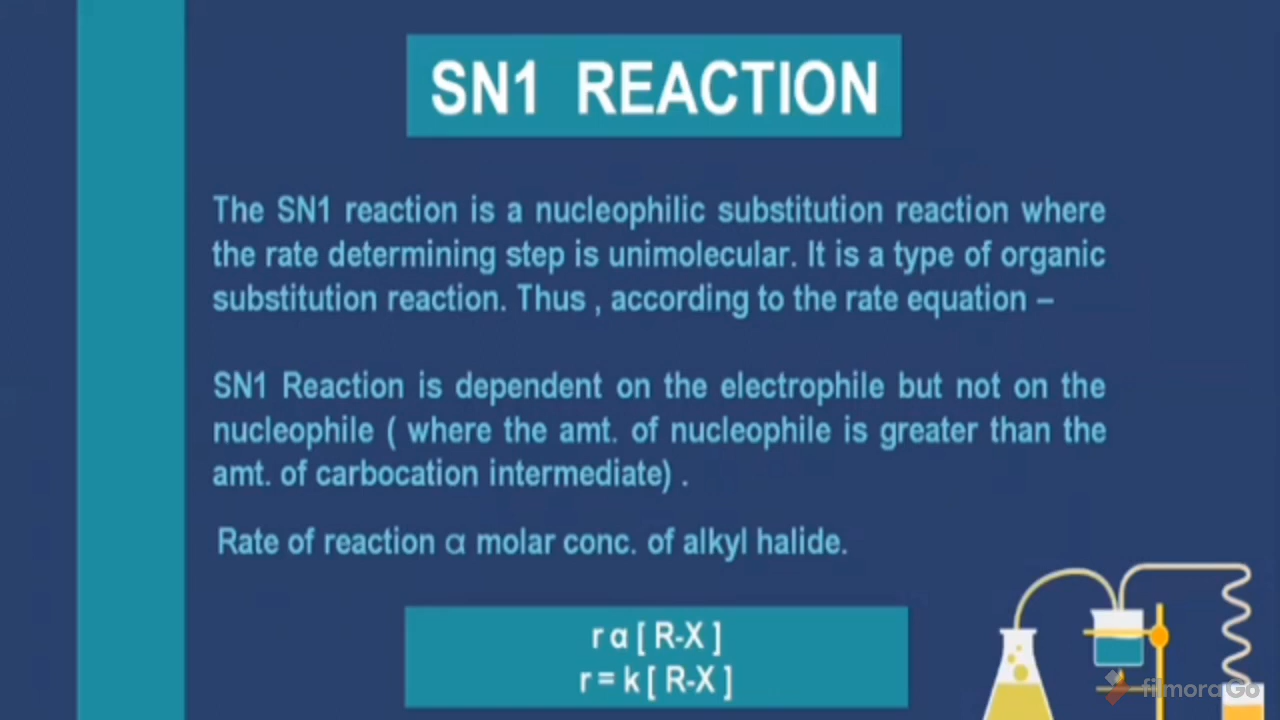 SN1 REACTION
The SN1 reaction is a nucleophilic substitution reaction where
the rate determining step is unimolecular. It is a type of organic
substitution reaction. Thus , according to the rate equation –
SN1 Reaction is dependent on the electrophile but not on the
nucleophile ( where the amt. of nucleophile is greater than the
amt. of carbocation intermediate) .
Rate of reaction α molar conc. of alkyl halide.
r α [ R-X ]
r = k [ R-X ]
filmoraGo